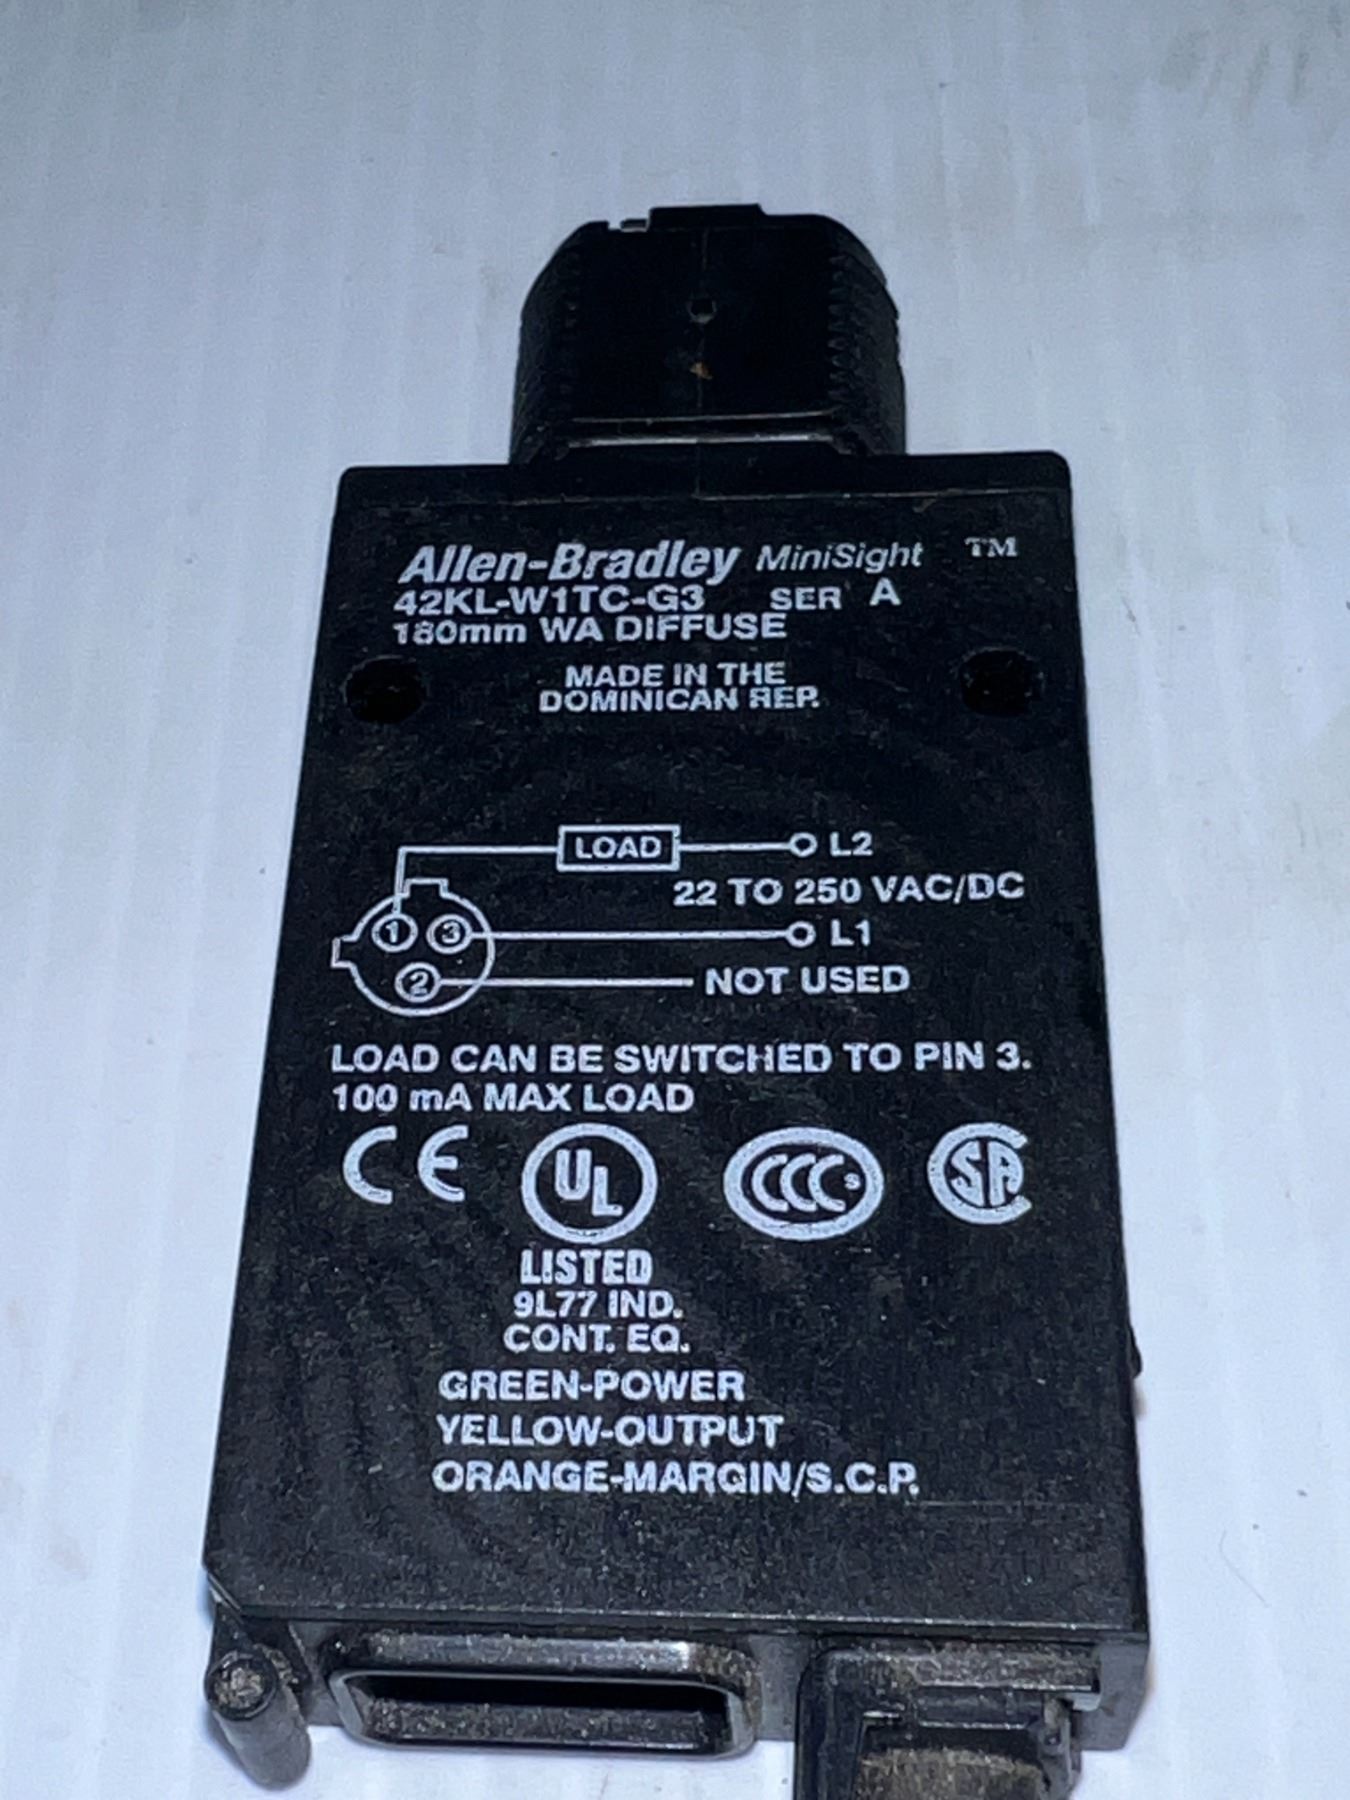 Allen-Bradley MiniSight ™
42KL-W1TC-G3 SER A
180mm WA DIFFUSE
MADE IN THE
DOMINICAN REP.
LOAD L2
22 TO 250 VAC/DC
1 3 L1
2 NOT USED
LOAD CAN BE SWITCHED TO PIN 3.
100 mA MAX LOAD
CE UL CCC S SA
LISTED
9L77 IND.
CONT. EQ.
GREEN-POWER
YELLOW-OUTPUT
ORANGE-MARGIN/S.C.P.